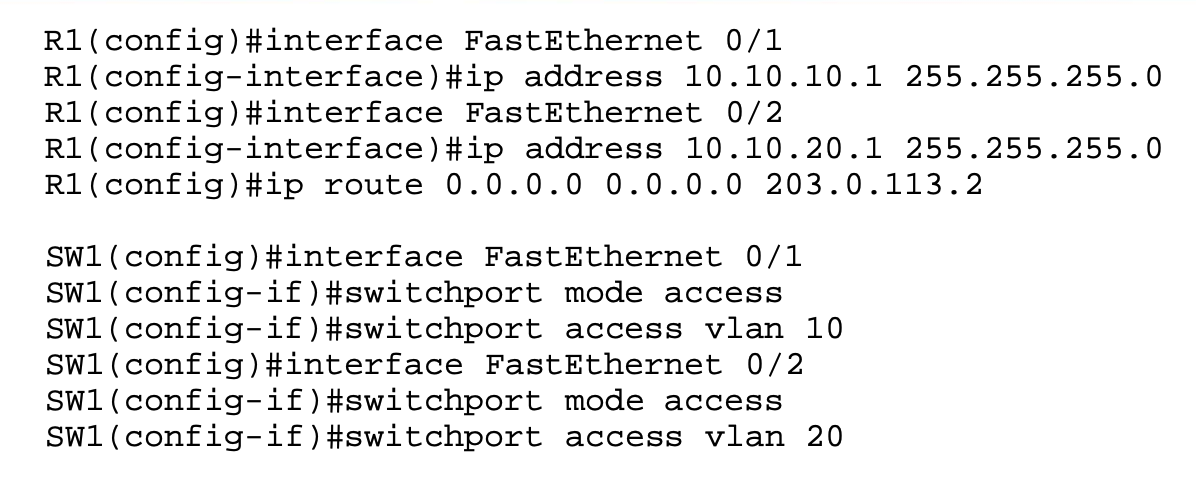 R1(config)#interface FastEthernet 0/1
R1(config-interface)#ip address 10.10.10.1 255.255.255.0
R1(config)#interface FastEthernet 0/2
R1(config-interface)#ip address 10.10.20.1 255.255.255.0
R1(config)#ip route 0.0.0.0 0.0.0.0 203.0.113.2
SW1(config)#interface FastEthernet 0/1
SW1(config-if)#switchport mode access
SW1(config-if)#switchport access vlan 10
SW1(config)#interface FastEthernet 0/2
SW1(config-if)#switchport mode access
SW1(config-if)#switchport access vlan 20